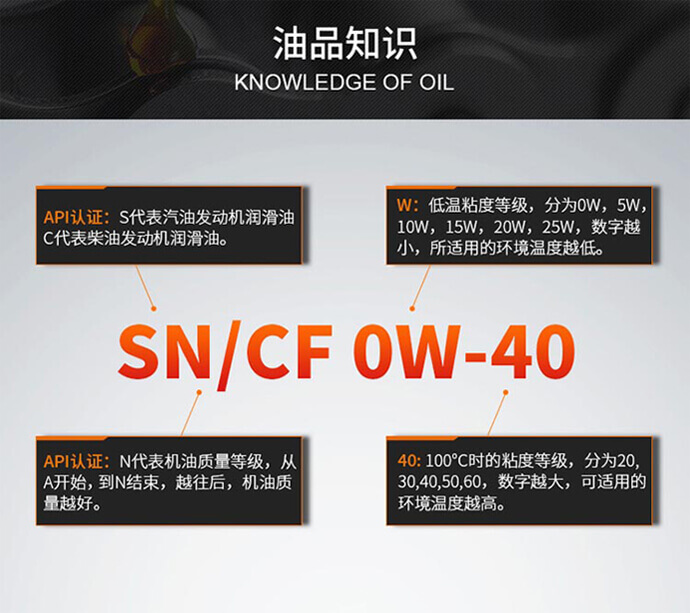 油品知识
KNOWLEDGE OF OIL
API认证：S代表汽油发动机润滑油
C代表柴油发动机润滑油。
W：低温粘度等级，分为0W，5W，
10W，15W，20W，25W，数字越
小，所适用的环境温度越低。
SN/CF 0W-40
API认证：N代表机油质量等级，从
A开始，到N结束，越往后，机油质
量越好。
40: 100°C时的粘度等级，分为20,
30,40,50,60，数字越大，可适用的
环境温度越高。